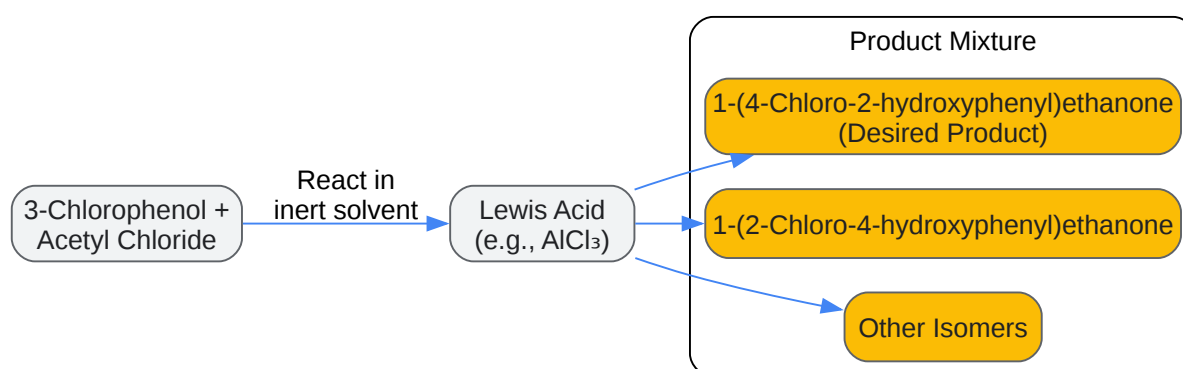 Product Mixture
1-(4-Chloro-2-hydroxyphenyl)ethanone
(Desired Product)
React in
inert solvent
3-Chlorophenol +
Acetyl Chloride
Lewis Acid
(e.g., AlCl₃)
1-(2-Chloro-4-hydroxyphenyl)ethanone
Other Isomers